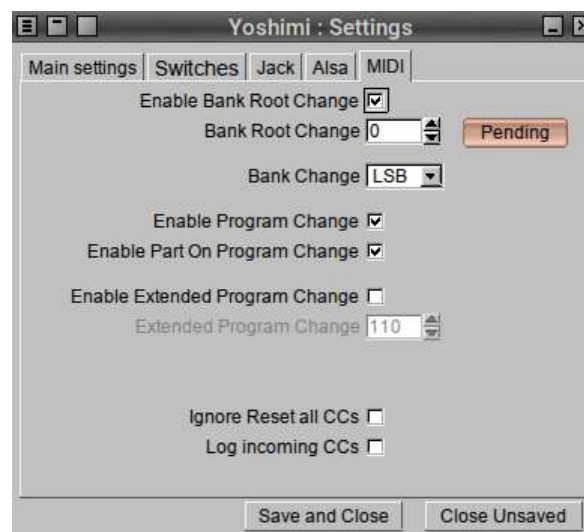 Yoshimi : Settings
Main settings Switches Jack Alsa MIDI
Enable Bank Root Change
Bank Root Change 0 Pending
Bank Change LSB
Enable Program Change
Enable Part On Program Change
Enable Extended Program Change
Extended Program Change 110
Ignore Reset all CCs
Log incoming CCs
Save and Close Close Unsaved